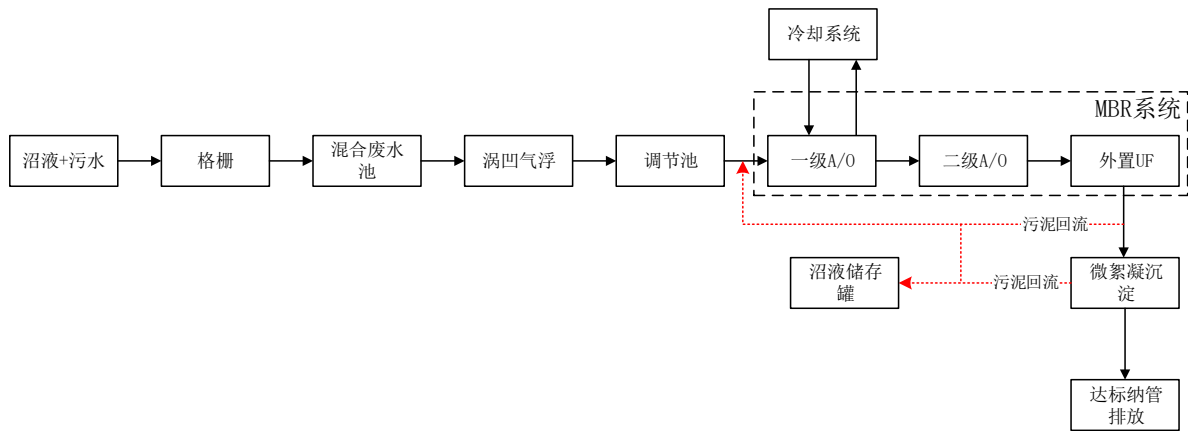 冷却系统
MBR系统
沼液+污水
格栅
混合废水
池
涡凹气浮
调节池
一级A/O
二级A/O
外置UF
污泥回流
沼液储存
罐
污泥回流
微絮凝沉
淀
达标纳管
排放